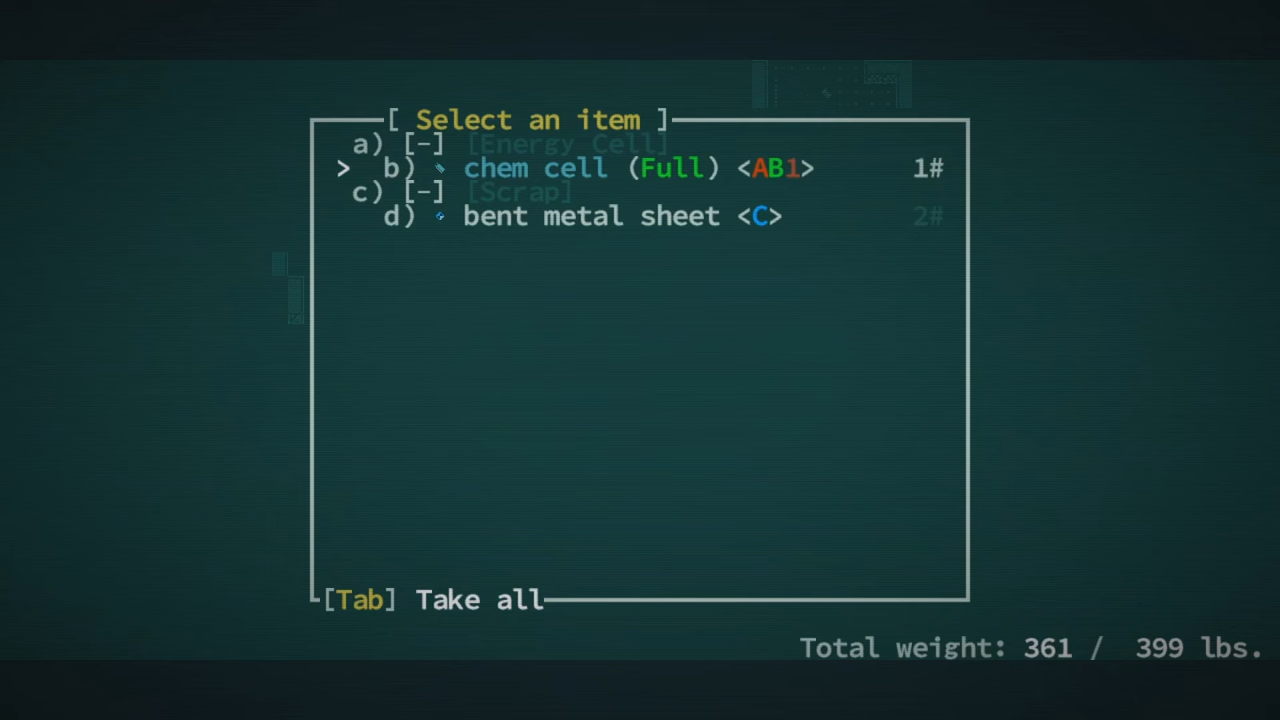 [ Select an item ]
a) [-] [Energy Cell]
> b) chem cell (Full) <AB1> 1#
c) [-] [Scrap]
d) bent metal sheet <C> 2#
[Tab] Take all
Total weight: 361 / 399 lbs.